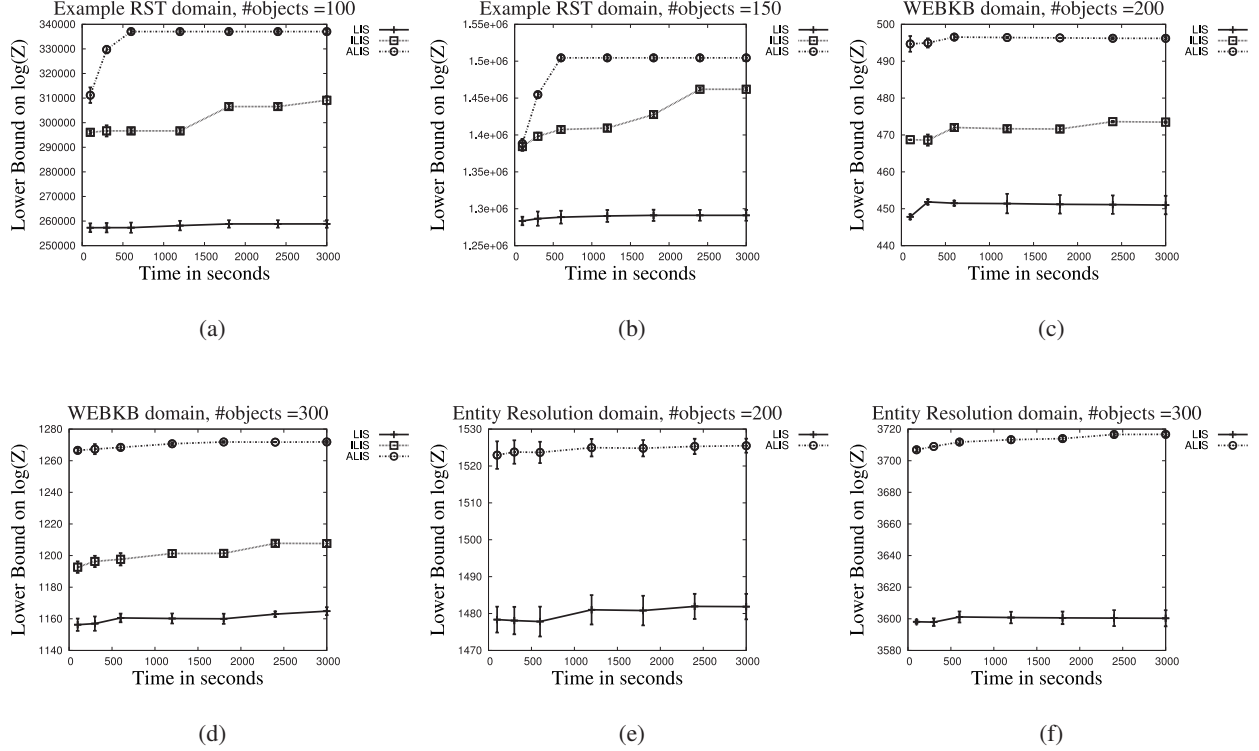 Example RST domain, #objects =100
Lower Bound on log(Z)
340000
330000
320000
310000
300000
290000
280000
270000
260000
250000
0 500 1000 1500 2000 2500 3000
Time in seconds
LIS
ILIS
ALIS
(a)
Example RST domain, #objects =150
Lower Bound on log(Z)
1.55e+06
1.5e+06
1.45e+06
1.4e+06
1.35e+06
1.3e+06
1.25e+06
0 500 1000 1500 2000 2500 3000
Time in seconds
LIS
ILIS
ALIS
(b)
WEBKB domain, #objects =200
Lower Bound on log(Z)
500
490
480
470
460
450
440
0 500 1000 1500 2000 2500 3000
Time in seconds
LIS
ILIS
ALIS
(c)
WEBKB domain, #objects =300
Lower Bound on log(Z)
1280
1260
1240
1220
1200
1180
1160
1140
0 500 1000 1500 2000 2500 3000
Time in seconds
LIS
ILIS
ALIS
(d)
Entity Resolution domain, #objects =200
Lower Bound on log(Z)
1530
1520
1510
1500
1490
1480
1470
0 500 1000 1500 2000 2500 3000
Time in seconds
LIS
ALIS
(e)
Entity Resolution domain, #objects =300
Lower Bound on log(Z)
3720
3700
3680
3660
3640
3620
3600
3580
0 500 1000 1500 2000 2500 3000
Time in seconds
LIS
ALIS
(f)